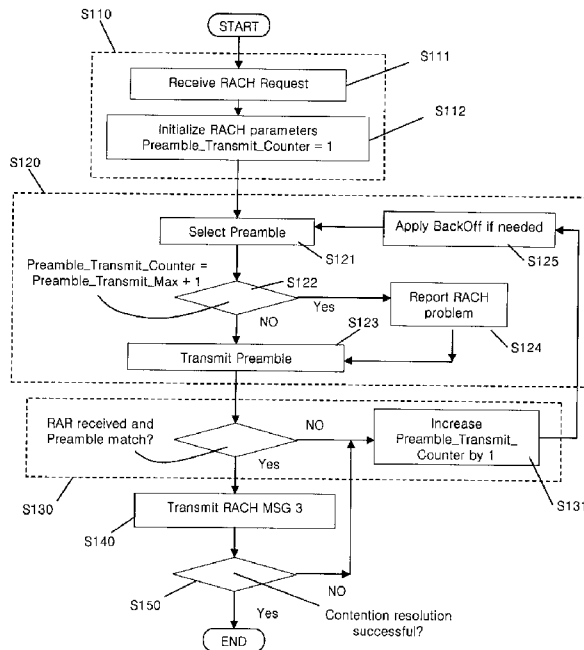 START
S110
S111
Receive RACH Request
S112
Initialize RACH parameters
Preamble_Transmit_Counter = 1
S120
Select Preamble
S121
Apply BackOff if needed
S125
Preamble_Transmit_Counter =
Preamble_Transmit_Max + 1
S122
Yes
NO
Report RACH
problem
S124
S123
Transmit Preamble
RAR received and
Preamble match?
NO
Yes
Increase
Preamble_Transmit_
Counter by 1
S131
S130
Transmit RACH MSG 3
S140
S150
NO
Yes
Contention resolution
successful?
END